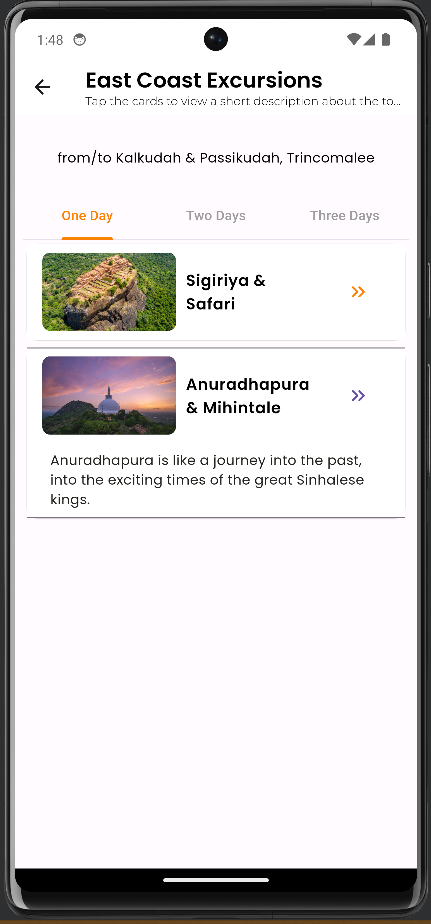 1:48
East Coast Excursions
Tap the cards to view a short description about the to...
from/to Kalkudah & Passikudah, Trincomalee
One Day
Two Days
Three Days
Sigiriya &
Safari
Anuradhapura
& Mihintale
Anuradhapura is like a journey into the past,
into the exciting times of the great Sinhalese
kings.